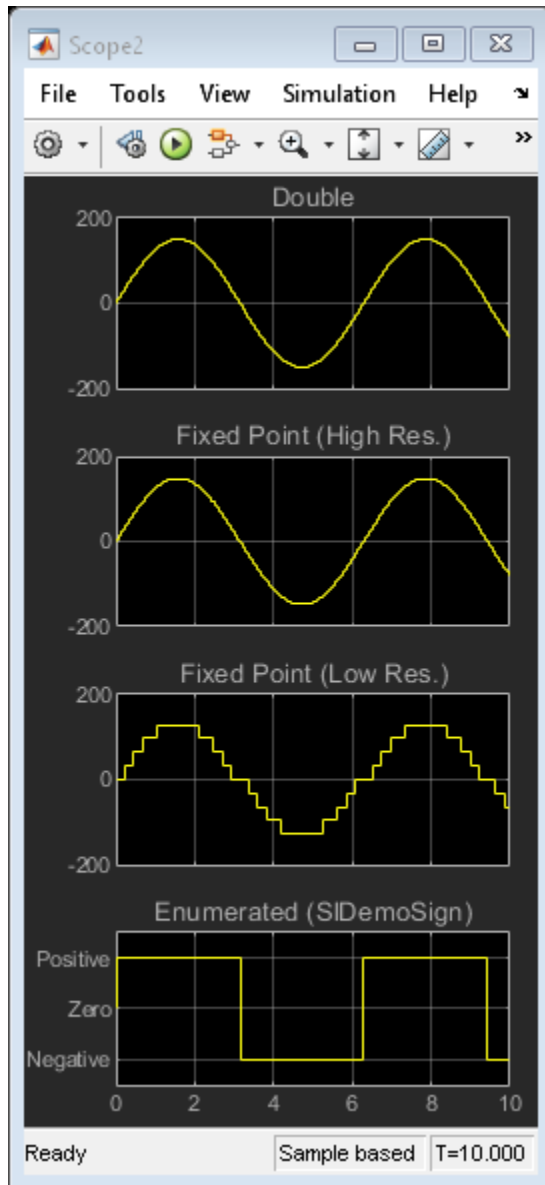 Scope2
File Tools View Simulation Help
Double
200
0
-200
Fixed Point (High Res.)
200
0
-200
Fixed Point (Low Res.)
200
0
-200
Enumerated (SlDemoSign)
Positive
Zero
Negative
0 2 4 6 8 10
Ready Sample based T=10.000